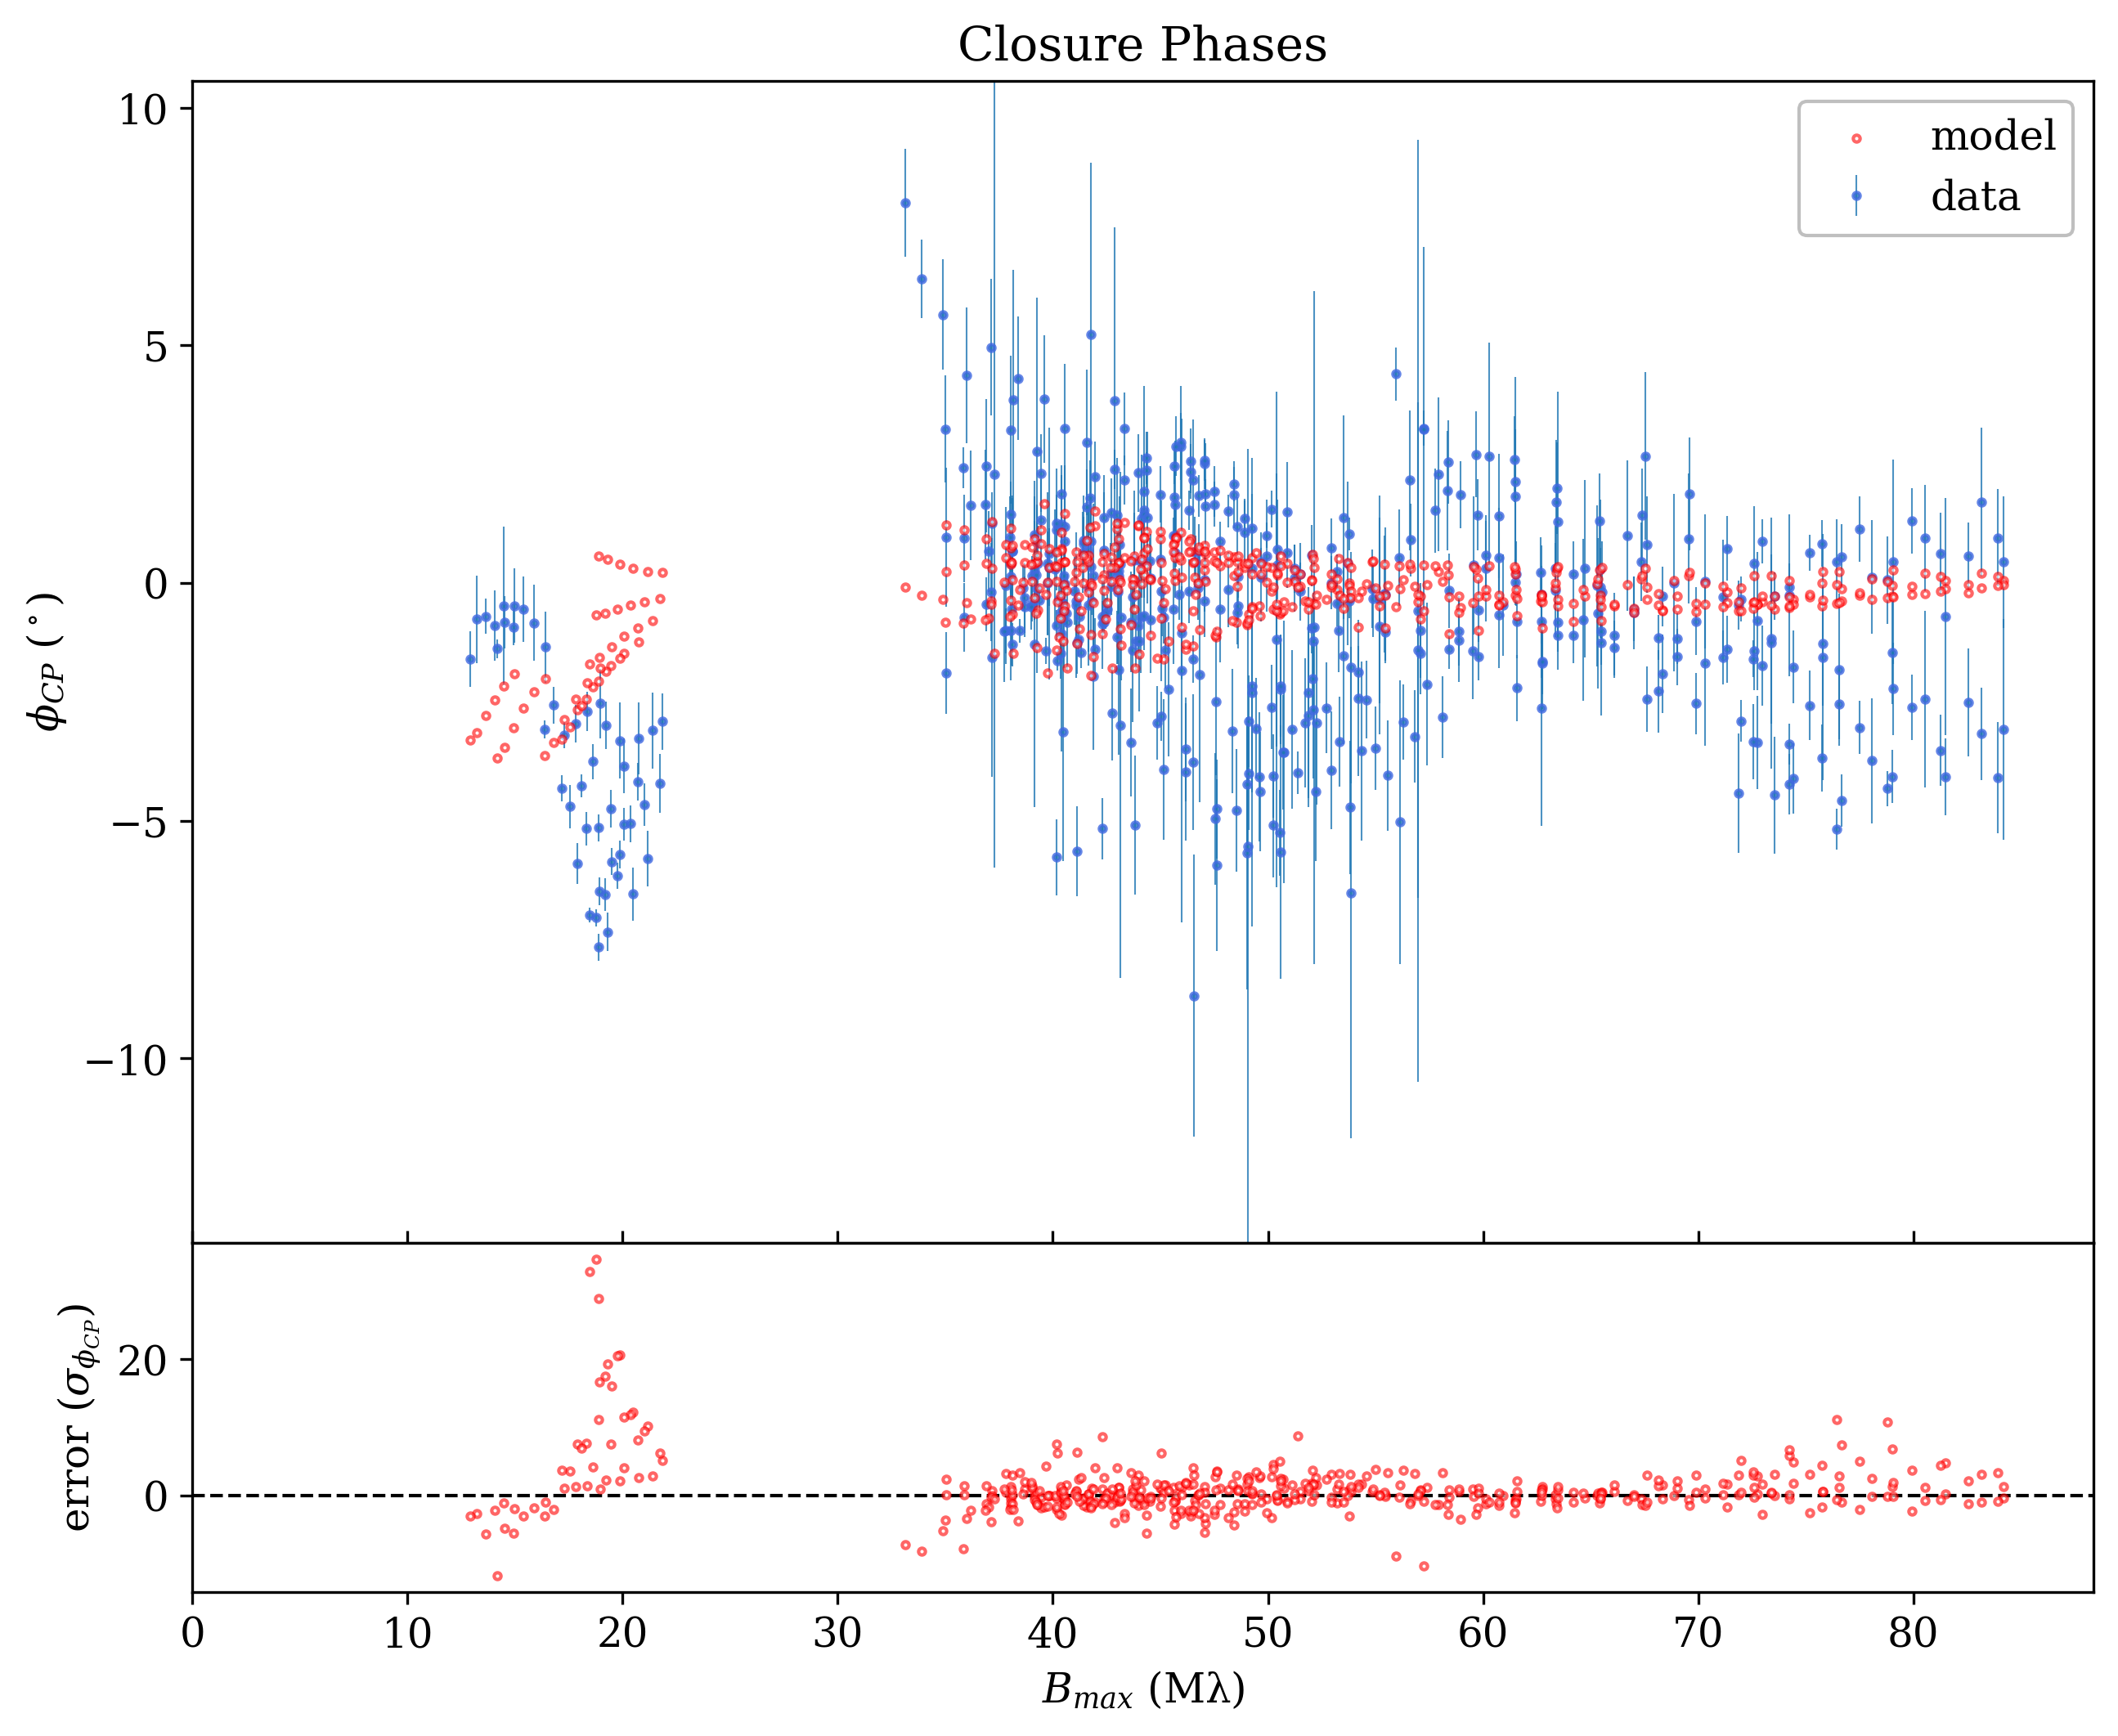 Closure Phases
model
data
10
5
0
−5
−10
ϕ_CP (°)
20
0
error (σ_ϕ_CP)
0 10 20 30 40 50 60 70 80
B_max (Mλ)